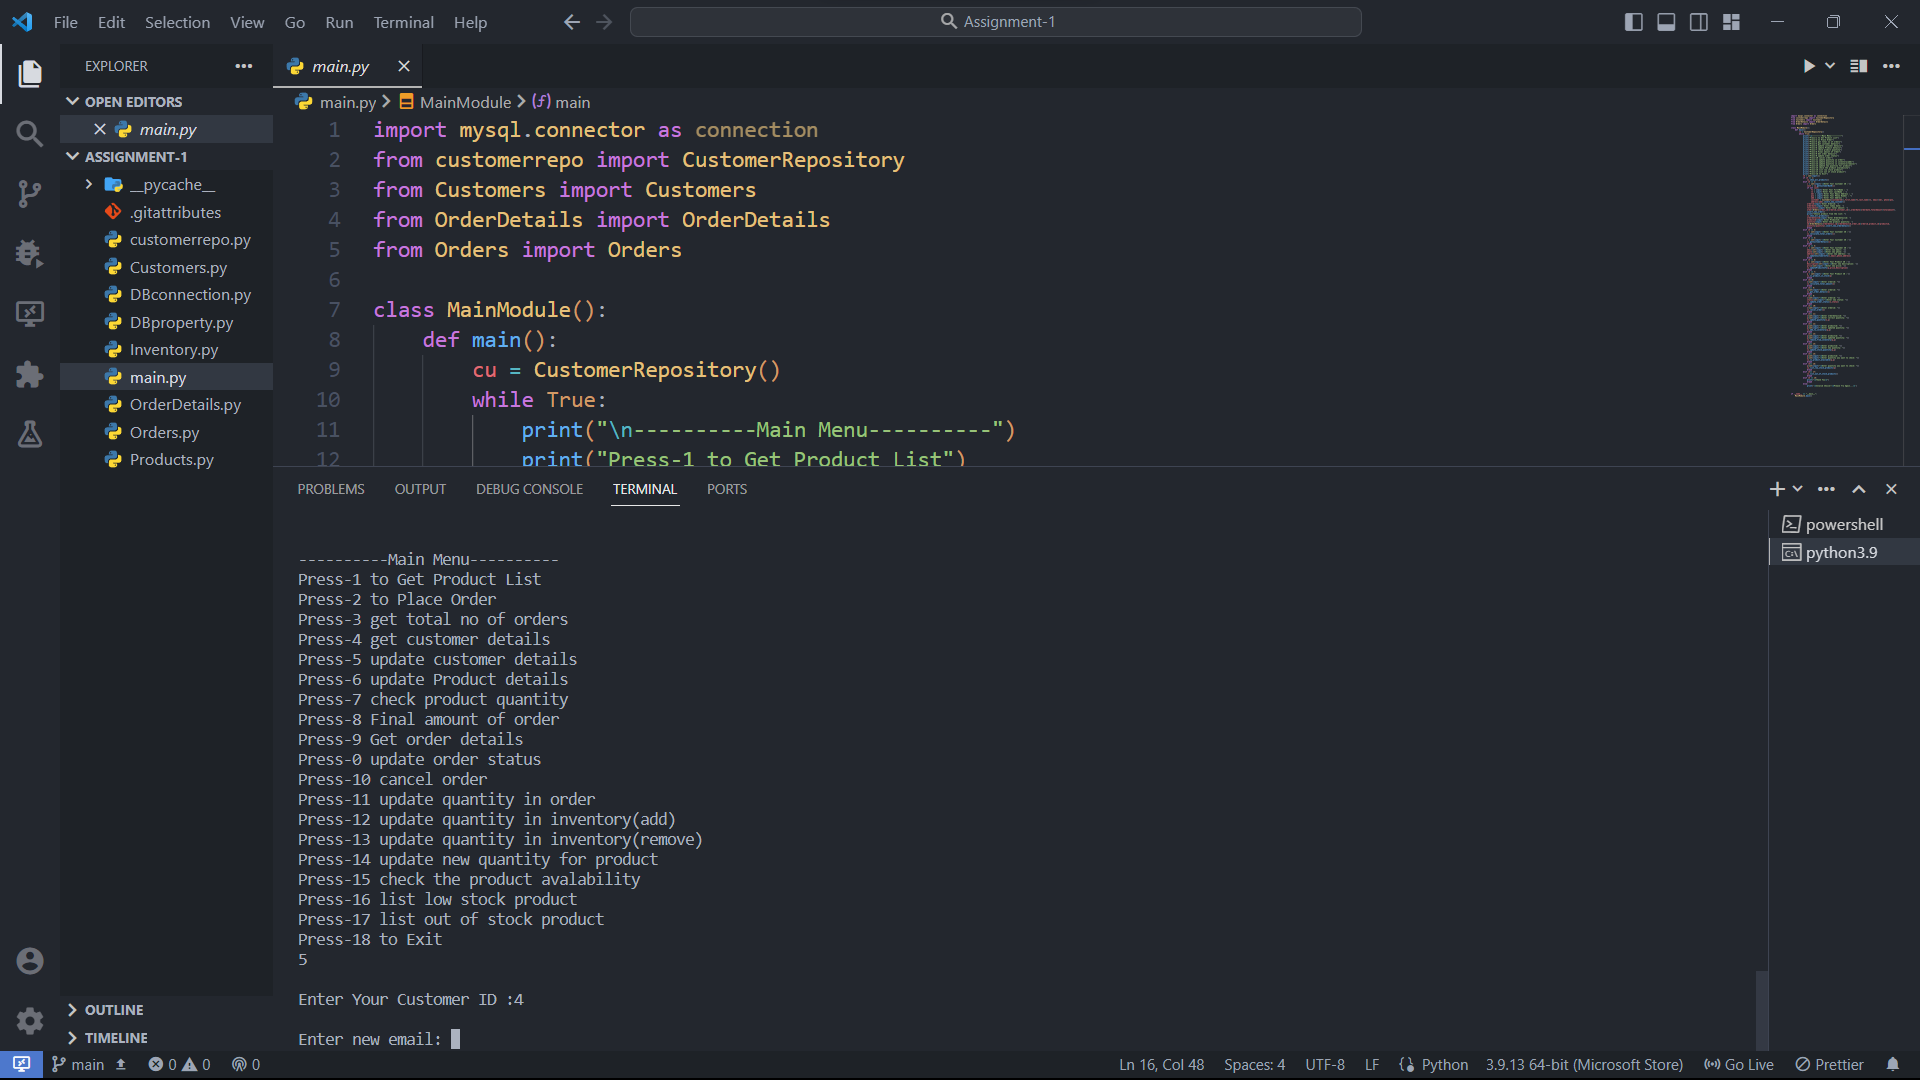 File Edit Selection View Go Run Terminal Help
Assignment-1
EXPLORER
OPEN EDITORS
main.py
ASSIGNMENT-1
__pycache__
.gitattributes
customerrepo.py
Customers.py
DBconnection.py
DBproperty.py
Inventory.py
main.py
OrderDetails.py
Orders.py
Products.py
OUTLINE
TIMELINE
main.py
main.py MainModule main
1 import mysql.connector as connection
2 from customerrepo import CustomerRepository
3 from Customers import Customers
4 from OrderDetails import OrderDetails
5 from Orders import Orders
6
7 class MainModule():
8 def main():
9 cu = CustomerRepository()
10 while True:
11 print("\n----------Main Menu----------")
12 print("Press-1 to Get Product List")
PROBLEMS OUTPUT DEBUG CONSOLE TERMINAL PORTS
powershell
python3.9
----------Main Menu----------
Press-1 to Get Product List
Press-2 to Place Order
Press-3 get total no of orders
Press-4 get customer details
Press-5 update customer details
Press-6 update Product details
Press-7 check product quantity
Press-8 Final amount of order
Press-9 Get order details
Press-0 update order status
Press-10 cancel order
Press-11 update quantity in order
Press-12 update quantity in inventory(add)
Press-13 update quantity in inventory(remove)
Press-14 update new quantity for product
Press-15 check the product avalability
Press-16 list low stock product
Press-17 list out of stock product
Press-18 to Exit
5
Enter Your Customer ID :4
Enter new email:
main 0 0 0 Ln 16, Col 48 Spaces: 4 UTF-8 LF Python 3.9.13 64-bit (Microsoft Store) Go Live Prettier